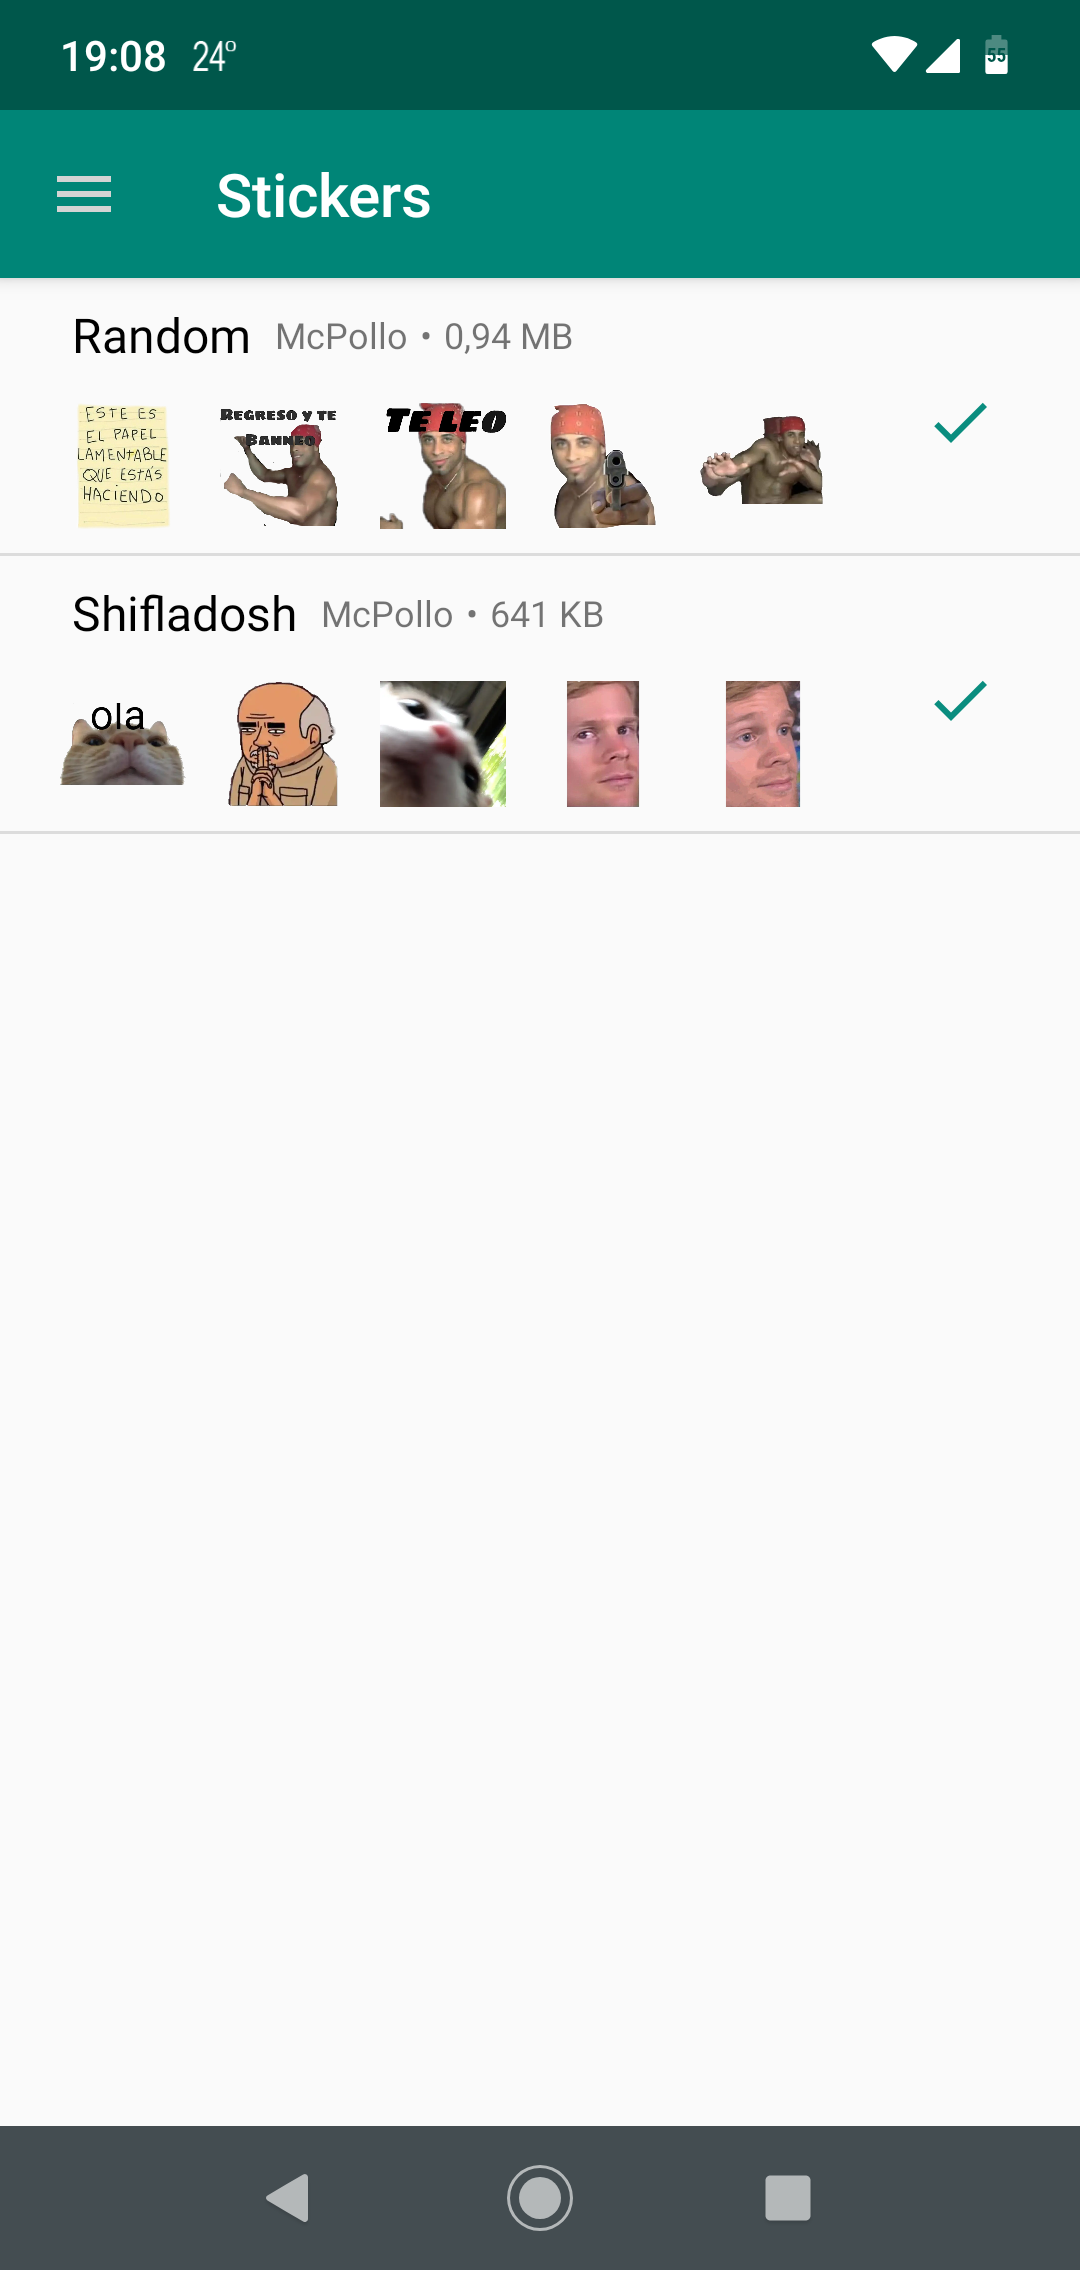 19:08 24°
55
Stickers
Random McPollo • 0,94 MB
ESTE ES
EL PAPEL
LAMENTABLE
QUE ESTÁS
HACIENDO
REGRESO Y TE
BANNEO
TE LEO
Shifladosh McPollo • 641 KB
ola